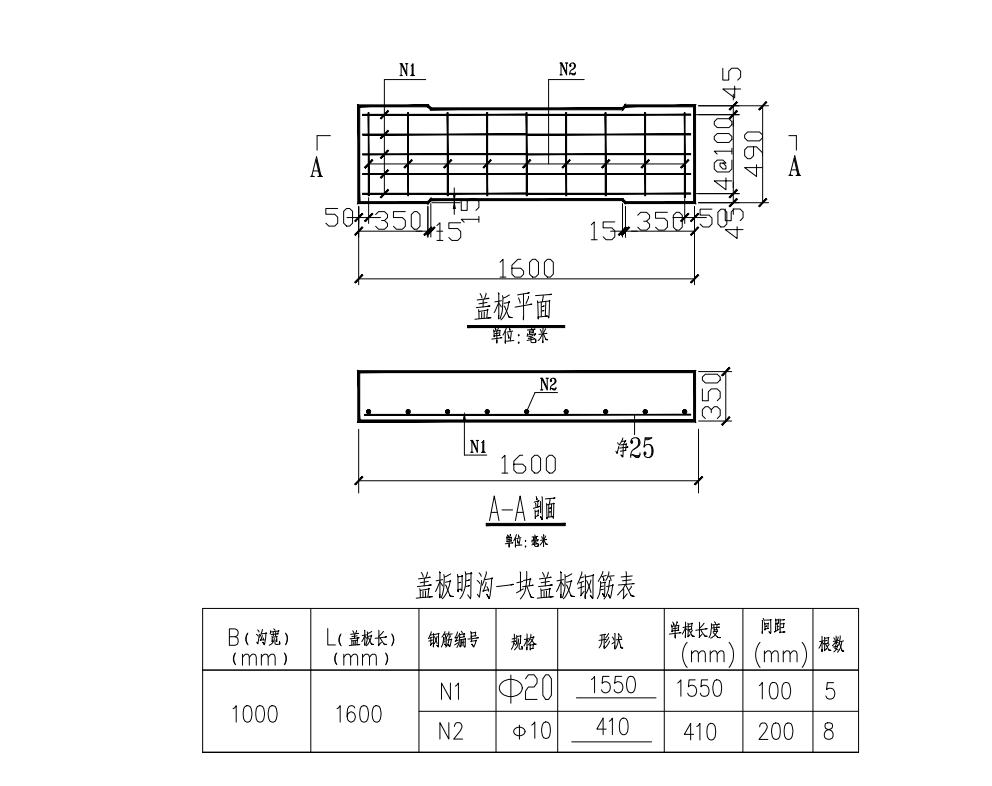 N1 N2
45
A A
4@100 490
50 350 15 15 15 350 50 45
1600
盖板平面
单位：毫米
N2
350
N1 净25
1600
A-A 剖面
单位：毫米
盖板明沟一块盖板钢筋表
B(沟宽) L(盖板长) 钢筋编号 规格 形状 单根长度 间距 根数
(mm) (mm) (mm) (mm)
N1 Φ20 1550 1550 100 5
1000 1600
N2 Φ10 410 410 200 8